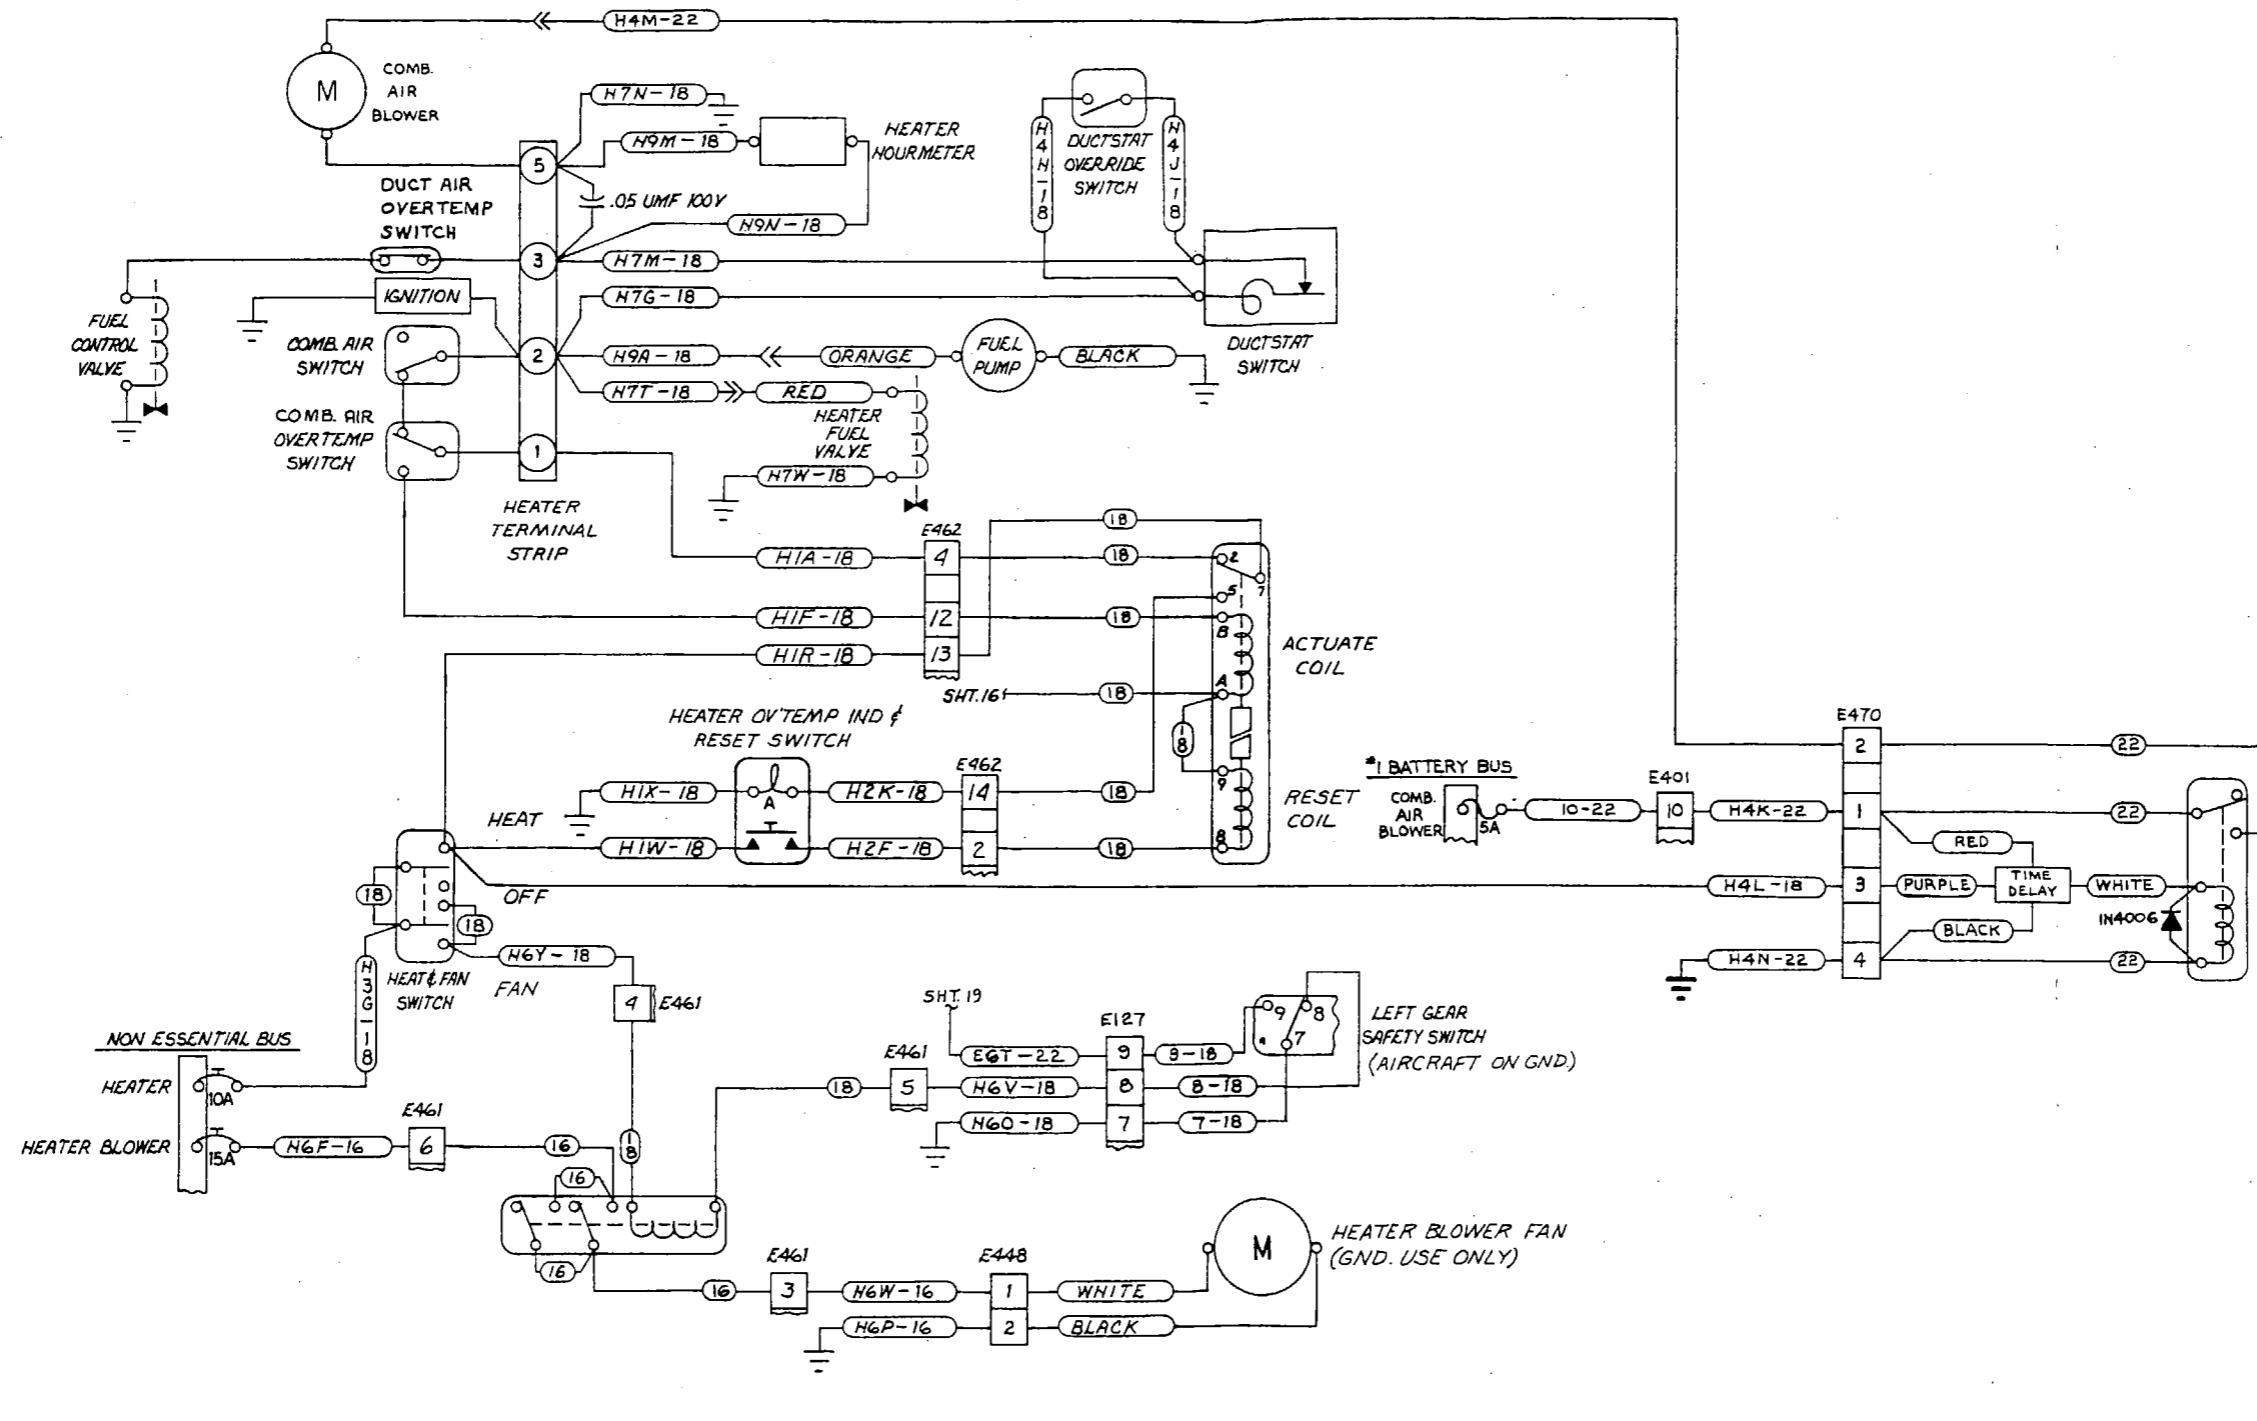 H4M-22
M
COMB.
AIR
BLOWER
H7N-18
H9M-18
HEATER
HOURMETER
5
.05 UMF 100V
H9N-18
DUCT AIR
OVERTEMP
SWITCH
3
H7M-18
H4H-18
DUCTSTAT
OVERRIDE
SWITCH
H4J-18
IGNITION
H7G-18
FUEL
CONTROL
VALVE
COMB. AIR
SWITCH
2
H9A-18
ORANGE
FUEL
PUMP
BLACK
DUCTSTAT
SWITCH
H7T-18
RED
HEATER
FUEL
VALVE
H7W-18
COMB. AIR
OVERTEMP
SWITCH
1
HEATER
TERMINAL
STRIP
E462
18
H1A-18
4
18
2
7
5
H1F-18
12
18
B
H1R-18
13
ACTUATE
COIL
SHT. 16
18
A
18
HEATER OV'TEMP IND &
RESET SWITCH
E462
9
H1X-18
A
H2K-18
14
18
RESET
COIL
HEAT
H1W-18
H2F-18
2
18
8
OFF
18
18
HEAT & FAN
SWITCH
FAN
H6Y-18
H3G-18
4
E461
NON ESSENTIAL BUS
HEATER
10A
HEATER BLOWER
15A
H6F-16
E461
6
16
18
16
16
#1 BATTERY BUS
COMB.
AIR
BLOWER
5A
10-22
E401
10
H4K-22
E470
2
22
1
22
RED
H4L-18
3
PURPLE
TIME
DELAY
WHITE
1N4006
BLACK
H4N-22
4
22
SHT. 19
E127
9
8
7
LEFT GEAR
SAFETY SWITCH
(AIRCRAFT ON GND.)
E6T-22
9
9-18
E461
18
5
H6V-18
8
8-18
H6O-18
7
7-18
E461
16
3
H6W-16
E448
1
WHITE
M
HEATER BLOWER FAN
(GND. USE ONLY)
H6P-16
2
BLACK